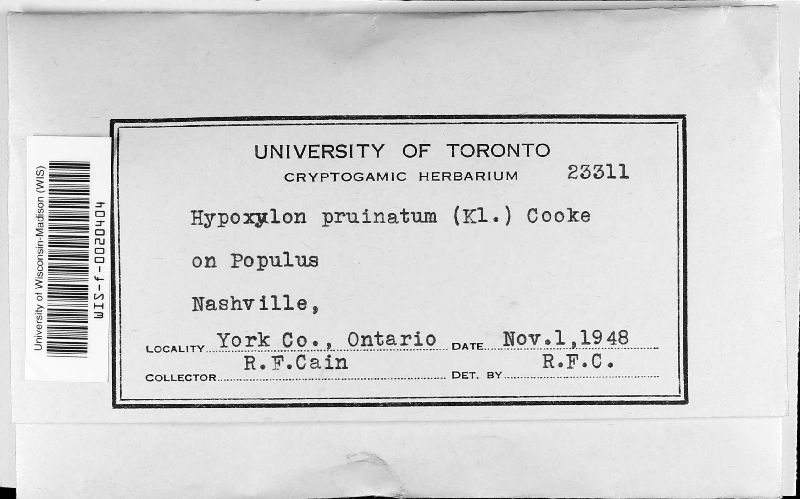 UNIVERSITY OF TORONTO
CRYPTOGAMIC HERBARIUM 23311
Hypoxylon pruinatum (Kl.) Cooke
on Populus
Nashville,
LOCALITY York Co., Ontario DATE Nov.1,1948
COLLECTOR R.F.Cain DET. BY R.F.C.
University of Wisconsin-Madison (WIS)
WIS-f-0020404